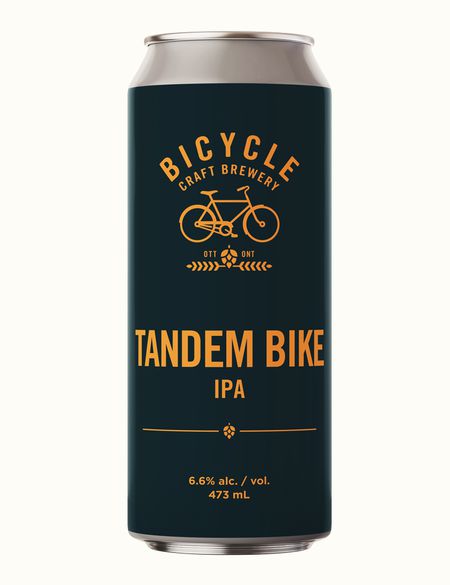 BICYCLE
CRAFT BREWERY
OTT ONT
TANDEM BIKE
IPA
6.6% alc. / vol.
473 mL